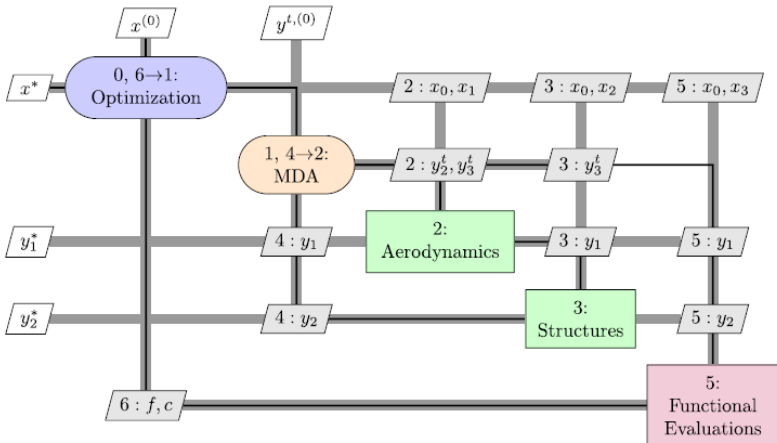 x^{(0)}
y^{t,(0)}
x*
0, 6→1:
Optimization
2 : x_0, x_1
3 : x_0, x_2
5 : x_0, x_3
1, 4→2:
MDA
2 : y_2^t, y_3^t
3 : y_3^t
y_1^*
4 : y_1
2:
Aerodynamics
3 : y_1
5 : y_1
y_2^*
4 : y_2
3:
Structures
5 : y_2
6 : f, c
5:
Functional
Evaluations